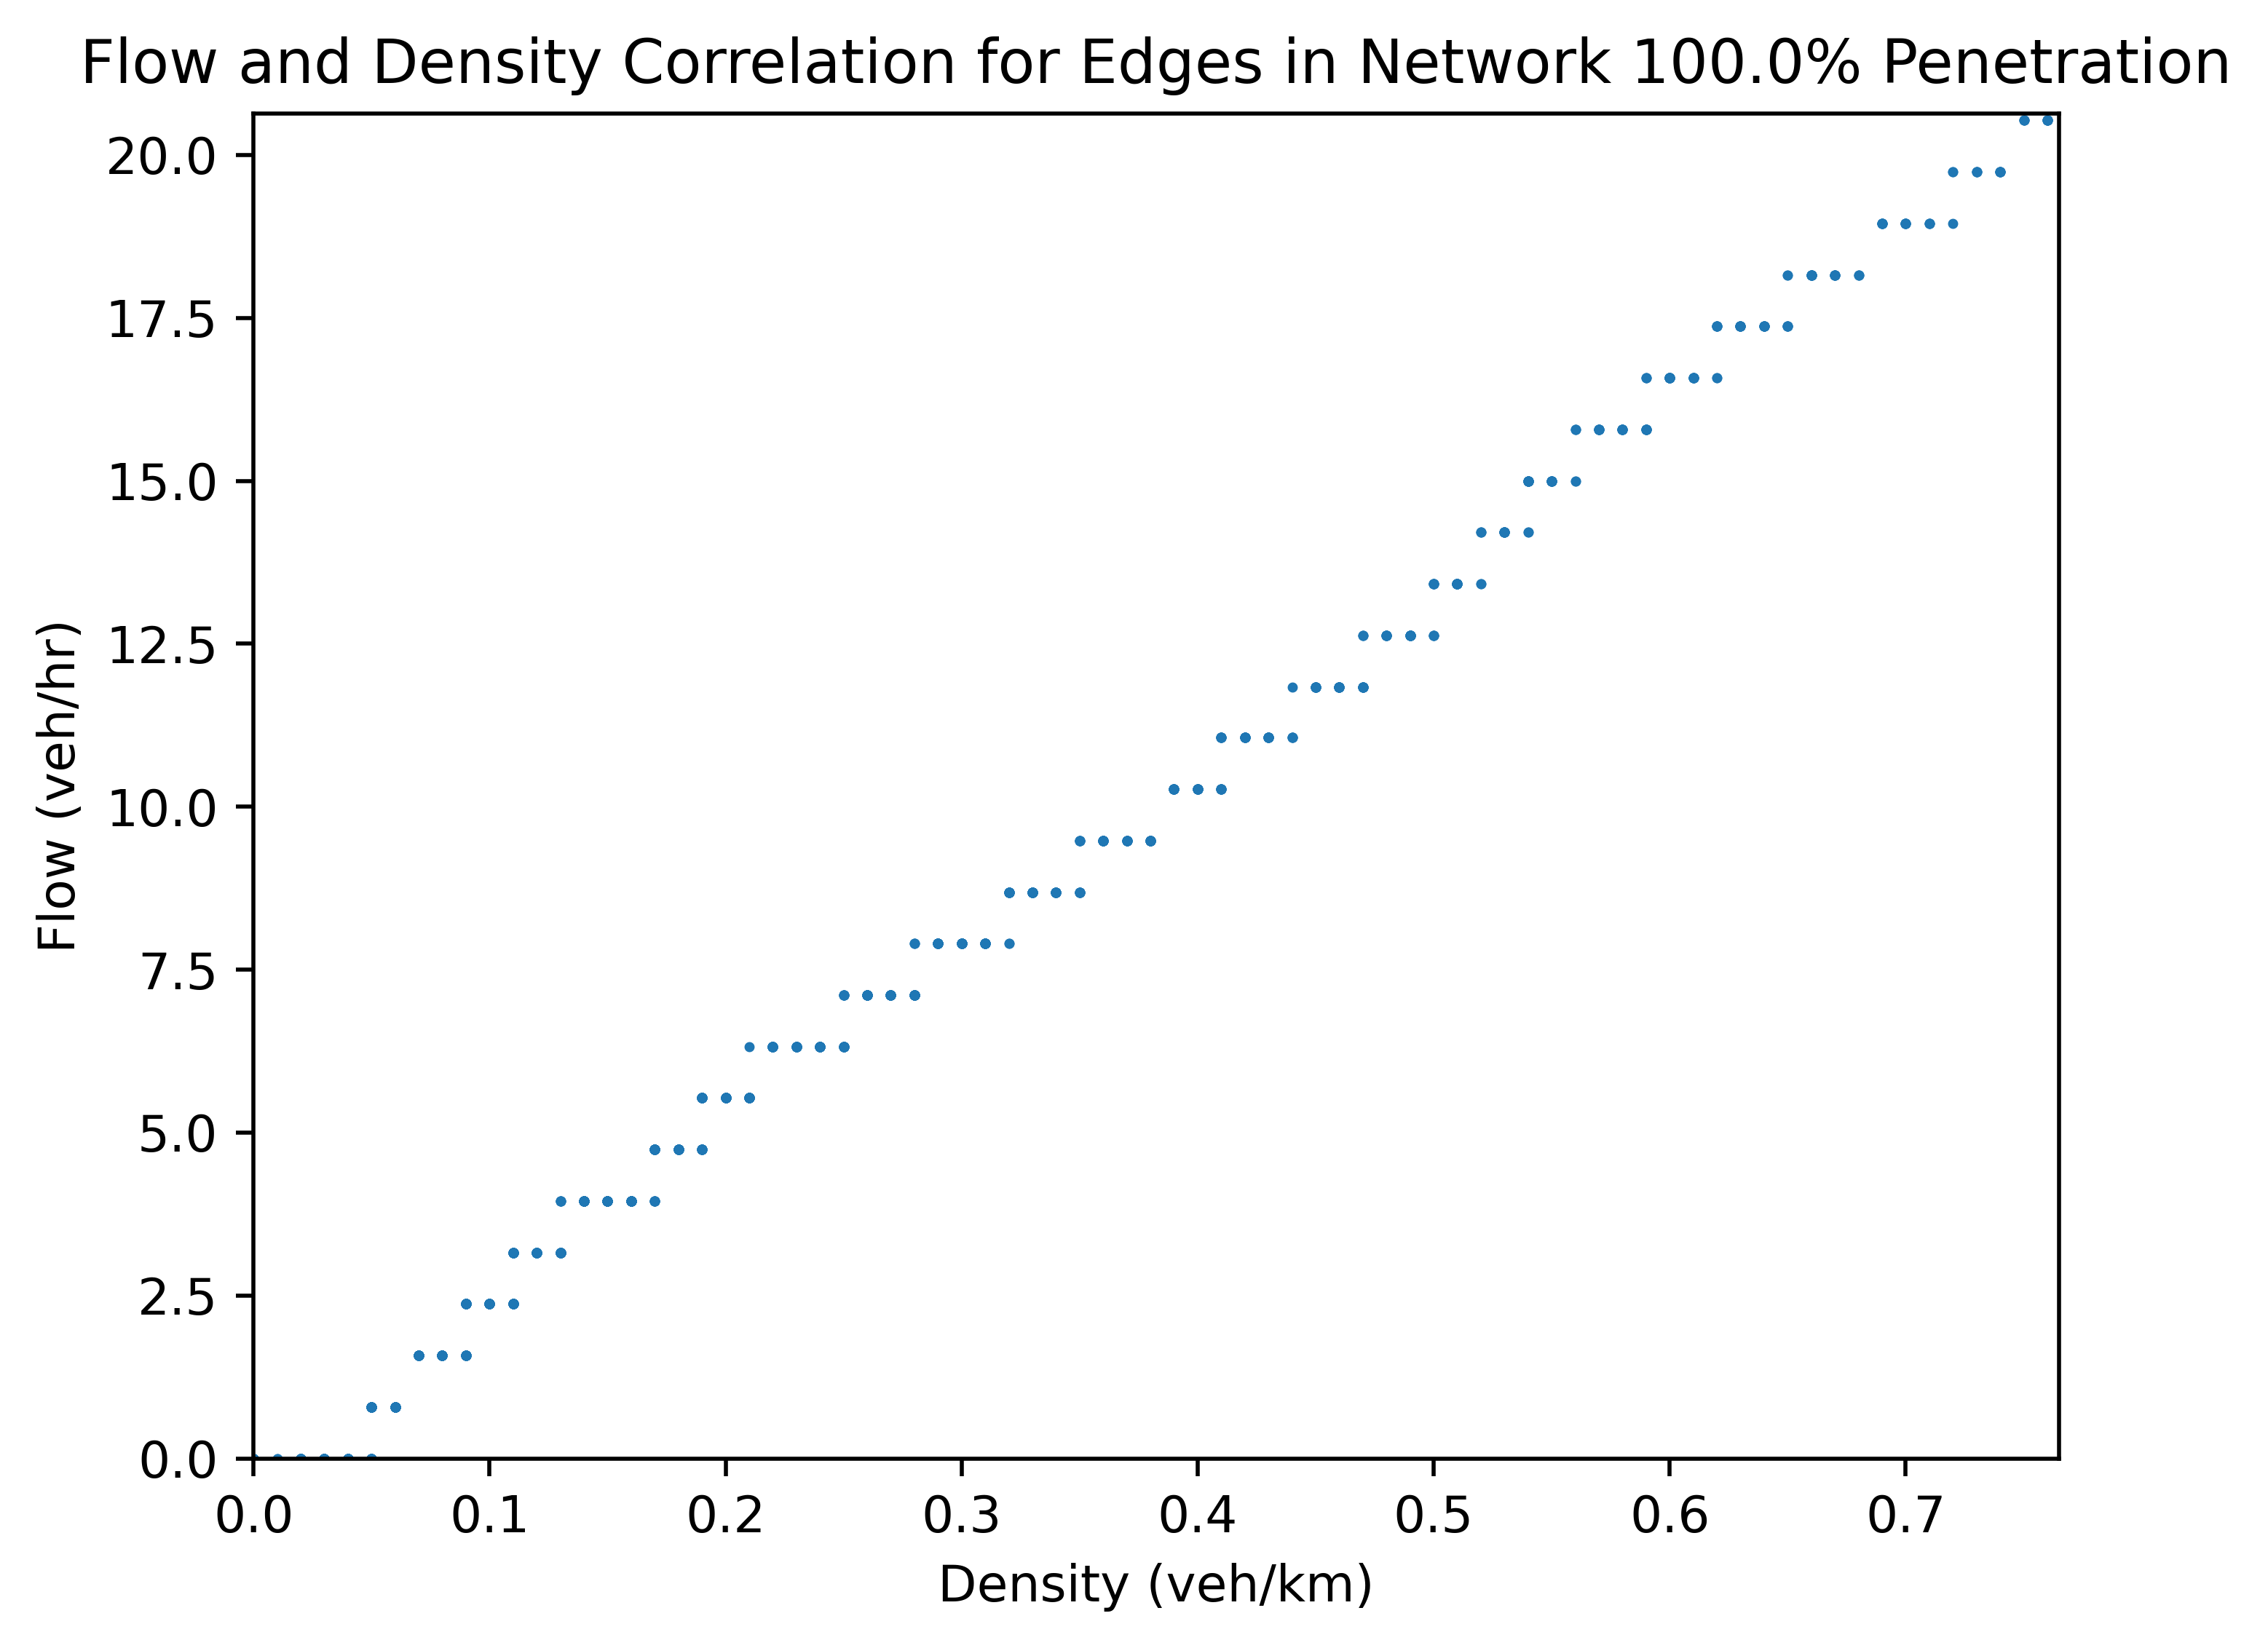 Flow and Density Correlation for Edges in Network 100.0% Penetration
20.0
17.5
15.0
12.5
10.0
7.5
5.0
2.5
0.0
Flow (veh/hr)
0.0 0.1 0.2 0.3 0.4 0.5 0.6 0.7
Density (veh/km)